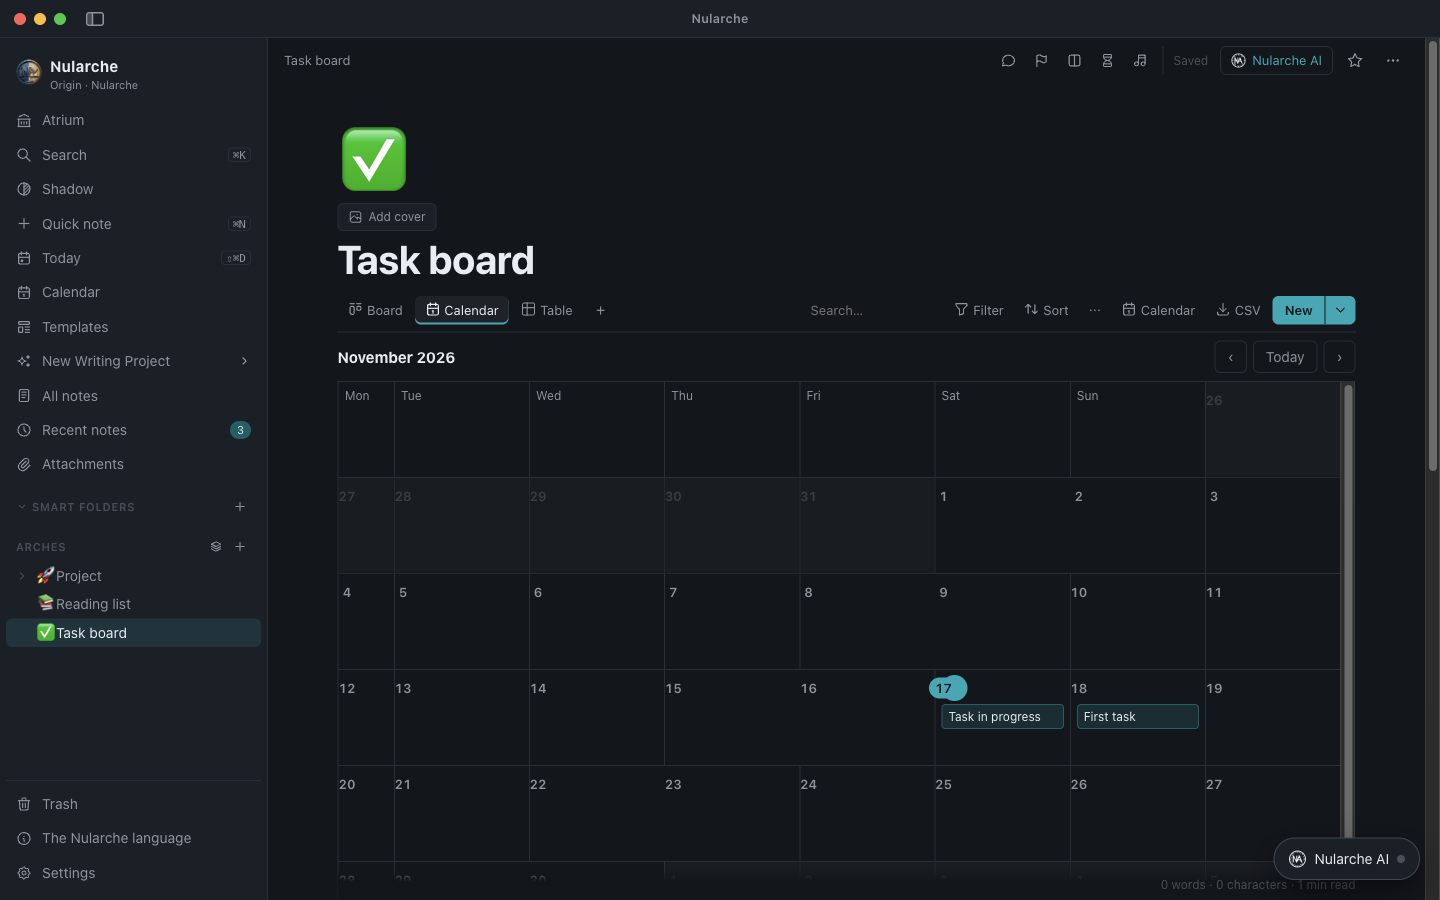 Nularche
Nularche
Origin · Nularche
Atrium
Search ⌘K
Shadow
Quick note ⌘N
Today ⇧⌘D
Calendar
Templates
New Writing Project
All notes
Recent notes 3
Attachments
SMART FOLDERS
ARCHES
Project
Reading list
Task board
Trash
The Nularche language
Settings
Task board
Saved
Nularche AI
Add cover
Task board
Board Calendar Table +
Search...
Filter Sort ··· Calendar CSV New
November 2026
‹ Today ›
Mon Tue Wed Thu Fri Sat Sun 26
27 28 29 30 31 1 2 3
4 5 6 7 8 9 10 11
12 13 14 15 16 17 18 19
Task in progress First task
20 21 22 23 24 25 26 27
28 29 30
Nularche AI
0 words · 0 characters · 1 min read